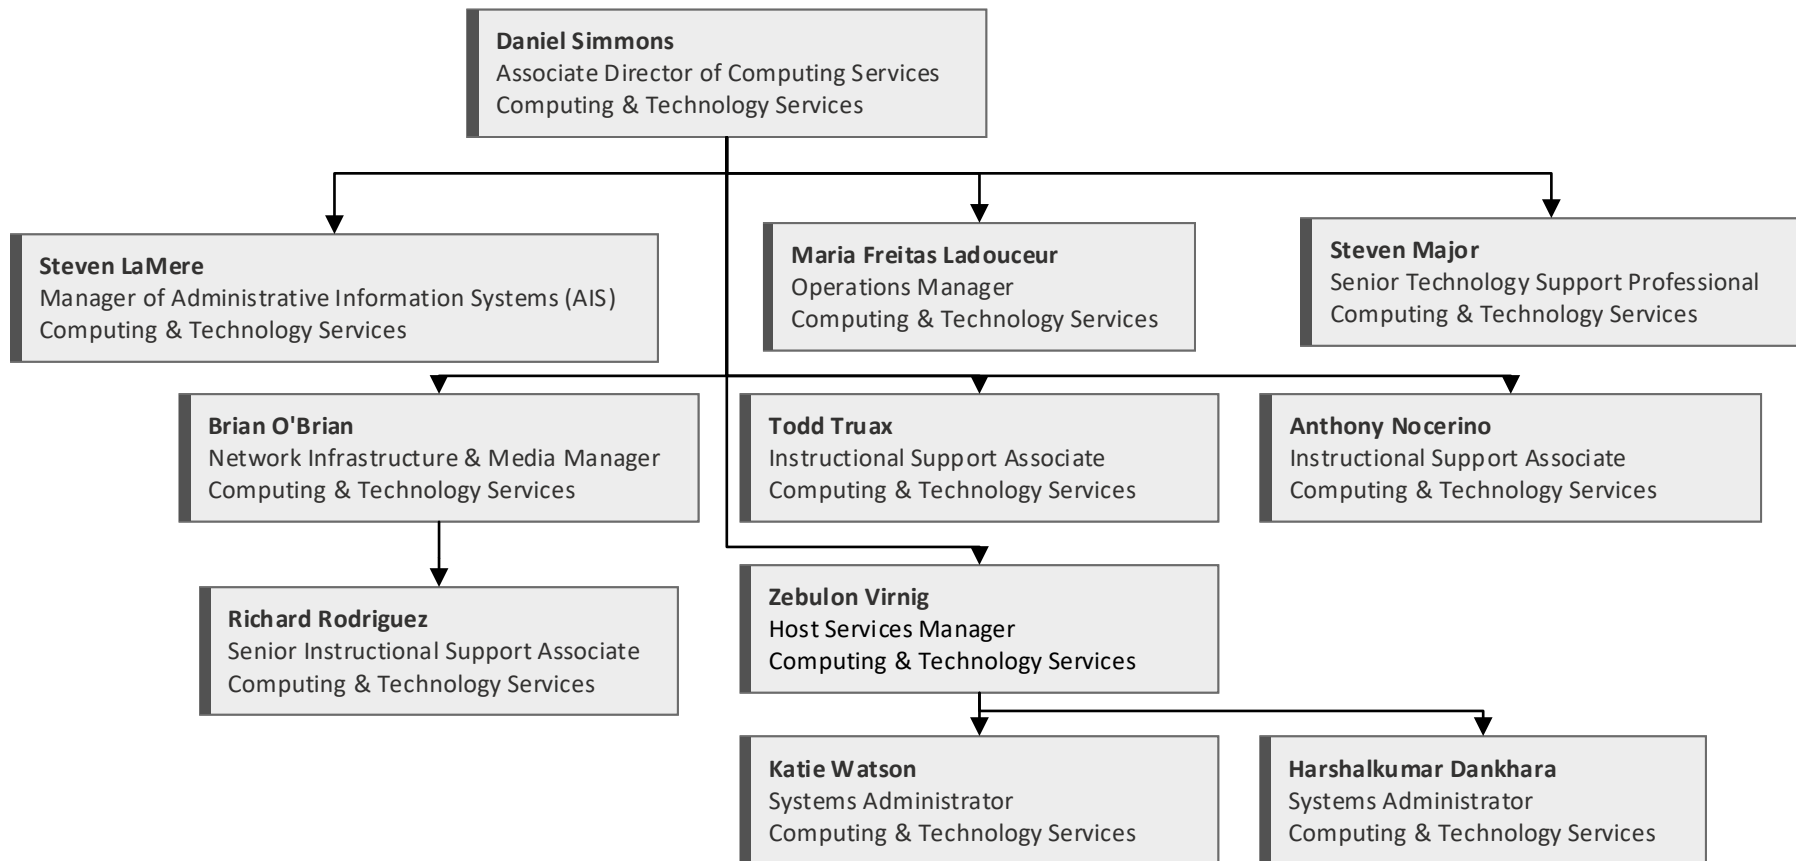 Daniel Simmons
Associate Director of Computing Services
Computing & Technology Services
Steven LaMere
Manager of Administrative Information Systems (AIS)
Computing & Technology Services
Maria Freitas Ladouceur
Operations Manager
Computing & Technology Services
Steven Major
Senior Technology Support Professional
Computing & Technology Services
Brian O'Brian
Network Infrastructure & Media Manager
Computing & Technology Services
Todd Truax
Instructional Support Associate
Computing & Technology Services
Anthony Nocerino
Instructional Support Associate
Computing & Technology Services
Richard Rodriguez
Senior Instructional Support Associate
Computing & Technology Services
Zebulon Virnig
Host Services Manager
Computing & Technology Services
Katie Watson
Systems Administrator
Computing & Technology Services
Harshalkumar Dankhara
Systems Administrator
Computing & Technology Services